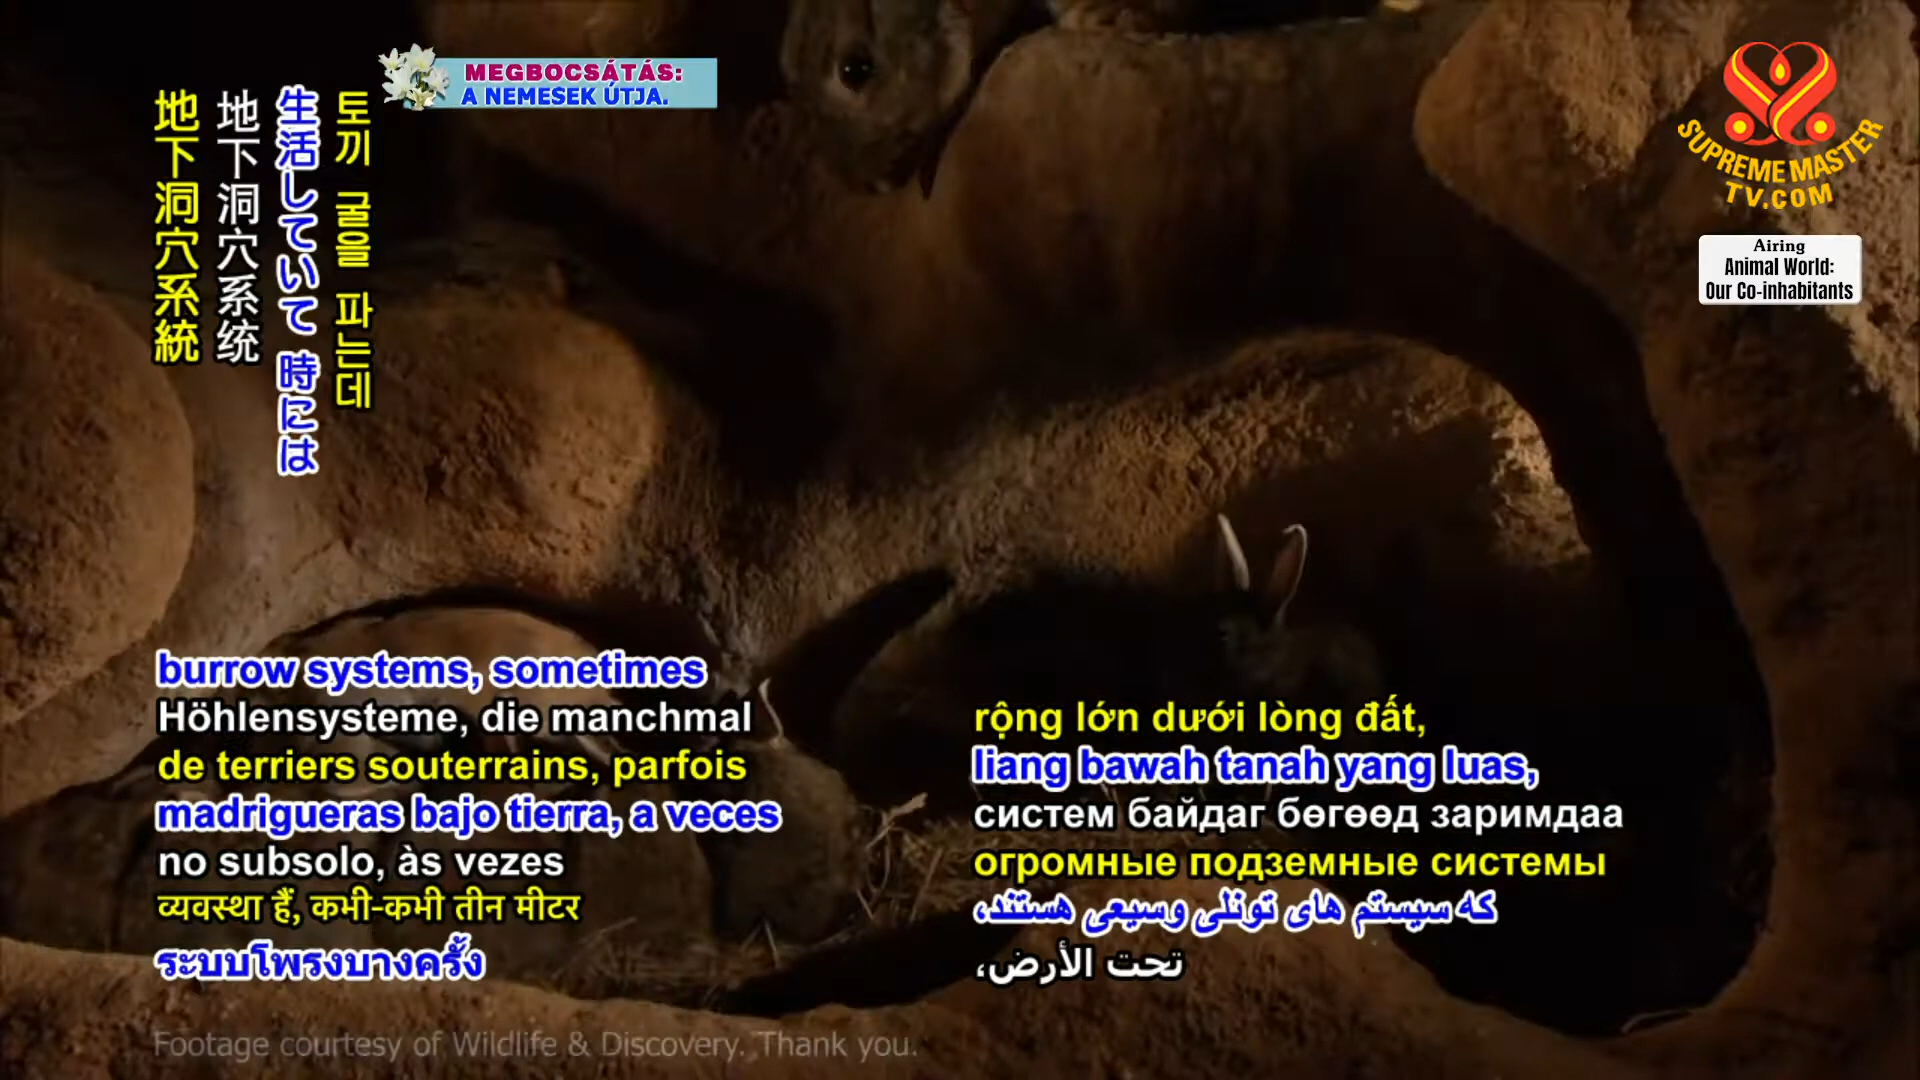 MEGBOCSÁTÁS:
A NEMESEK ÚTJA.
SUPREME MASTER
TV.COM
Airing
Animal World:
Our Co-inhabitants
토끼 굴을 파는데
生活していて 時には
地下洞穴系统
地下洞穴系統
burrow systems, sometimes
Höhlensysteme, die manchmal
de terriers souterrains, parfois
madrigueras bajo tierra, a veces
no subsolo, às vezes
व्यवस्था हैं, कभी-कभी तीन मीटर
ระบบโพรงบางครั้ง
rộng lớn dưới lòng đất,
liang bawah tanah yang luas,
систем байдаг бөгөөд заримдаа
огромные подземные системы
که سیستم های تونلی وسیعی هستند،
تحت الأرض،
Footage courtesy of Wildlife & Discovery. Thank you.